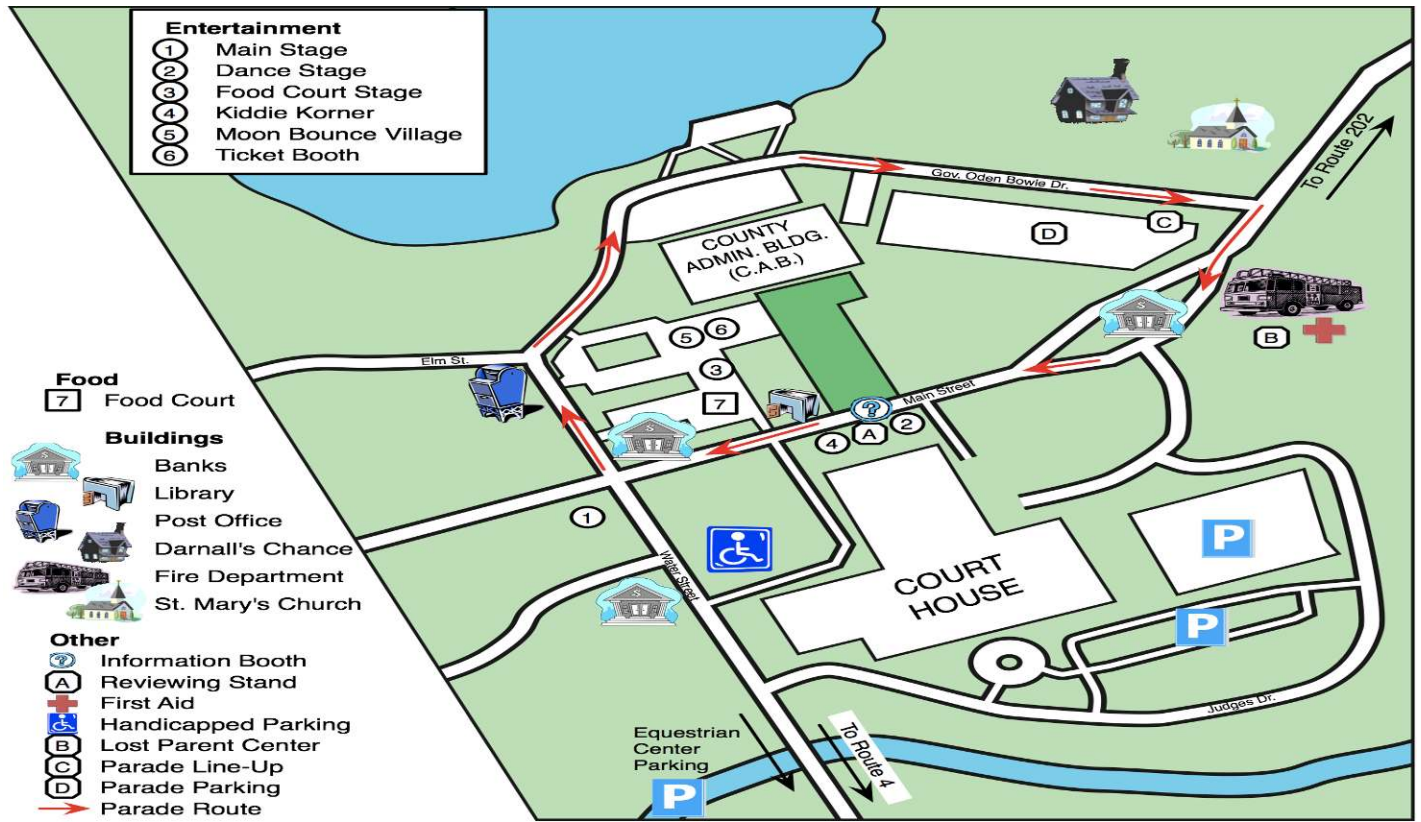 Entertainment
1 Main Stage
2 Dance Stage
3 Food Court Stage
4 Kiddie Korner
5 Moon Bounce Village
6 Ticket Booth
To Route 202
Gov. Oden Bowie Dr.
C
D
COUNTY
ADMIN. BLDG.
(C.A.B.)
B
5 6
Elm St.
3
Main Street
7
?
4 A 2
1
Water Street
P
COURT
HOUSE
P
Judges Dr.
Equestrian
Center
Parking
P
To Route 4
Food
7 Food Court
Buildings
Banks
Library
Post Office
Darnall's Chance
Fire Department
St. Mary's Church
Other
? Information Booth
A Reviewing Stand
First Aid
Handicapped Parking
B Lost Parent Center
C Parade Line-Up
D Parade Parking
Parade Route